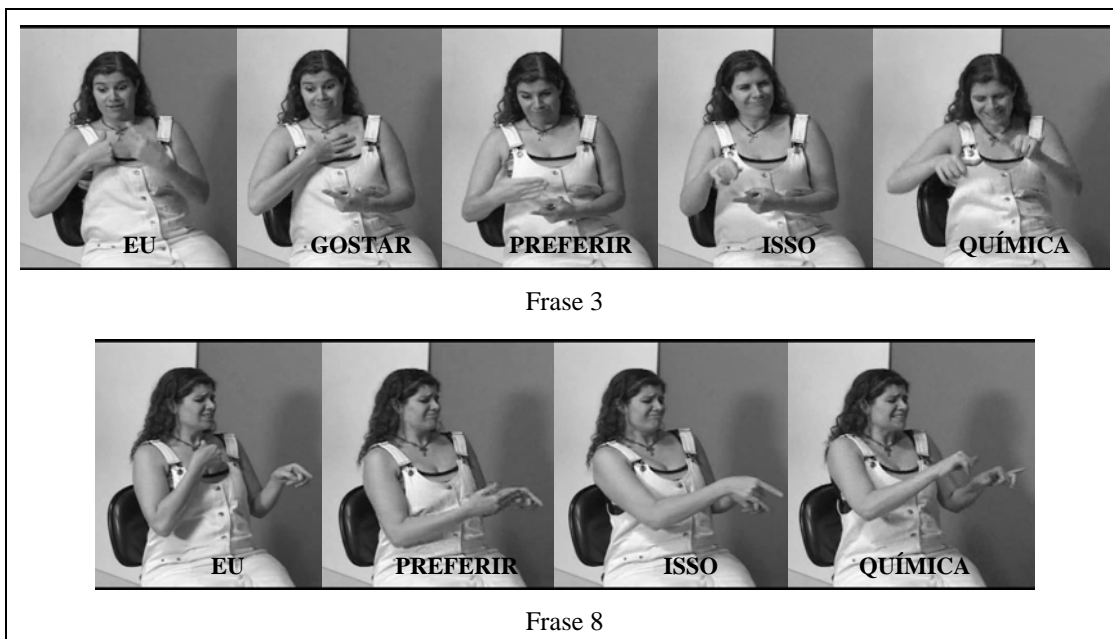 EU GOSTAR PREFERIR ISSO QUÍMICA
Frase 3
EU PREFERIR ISSO QUÍMICA
Frase 8